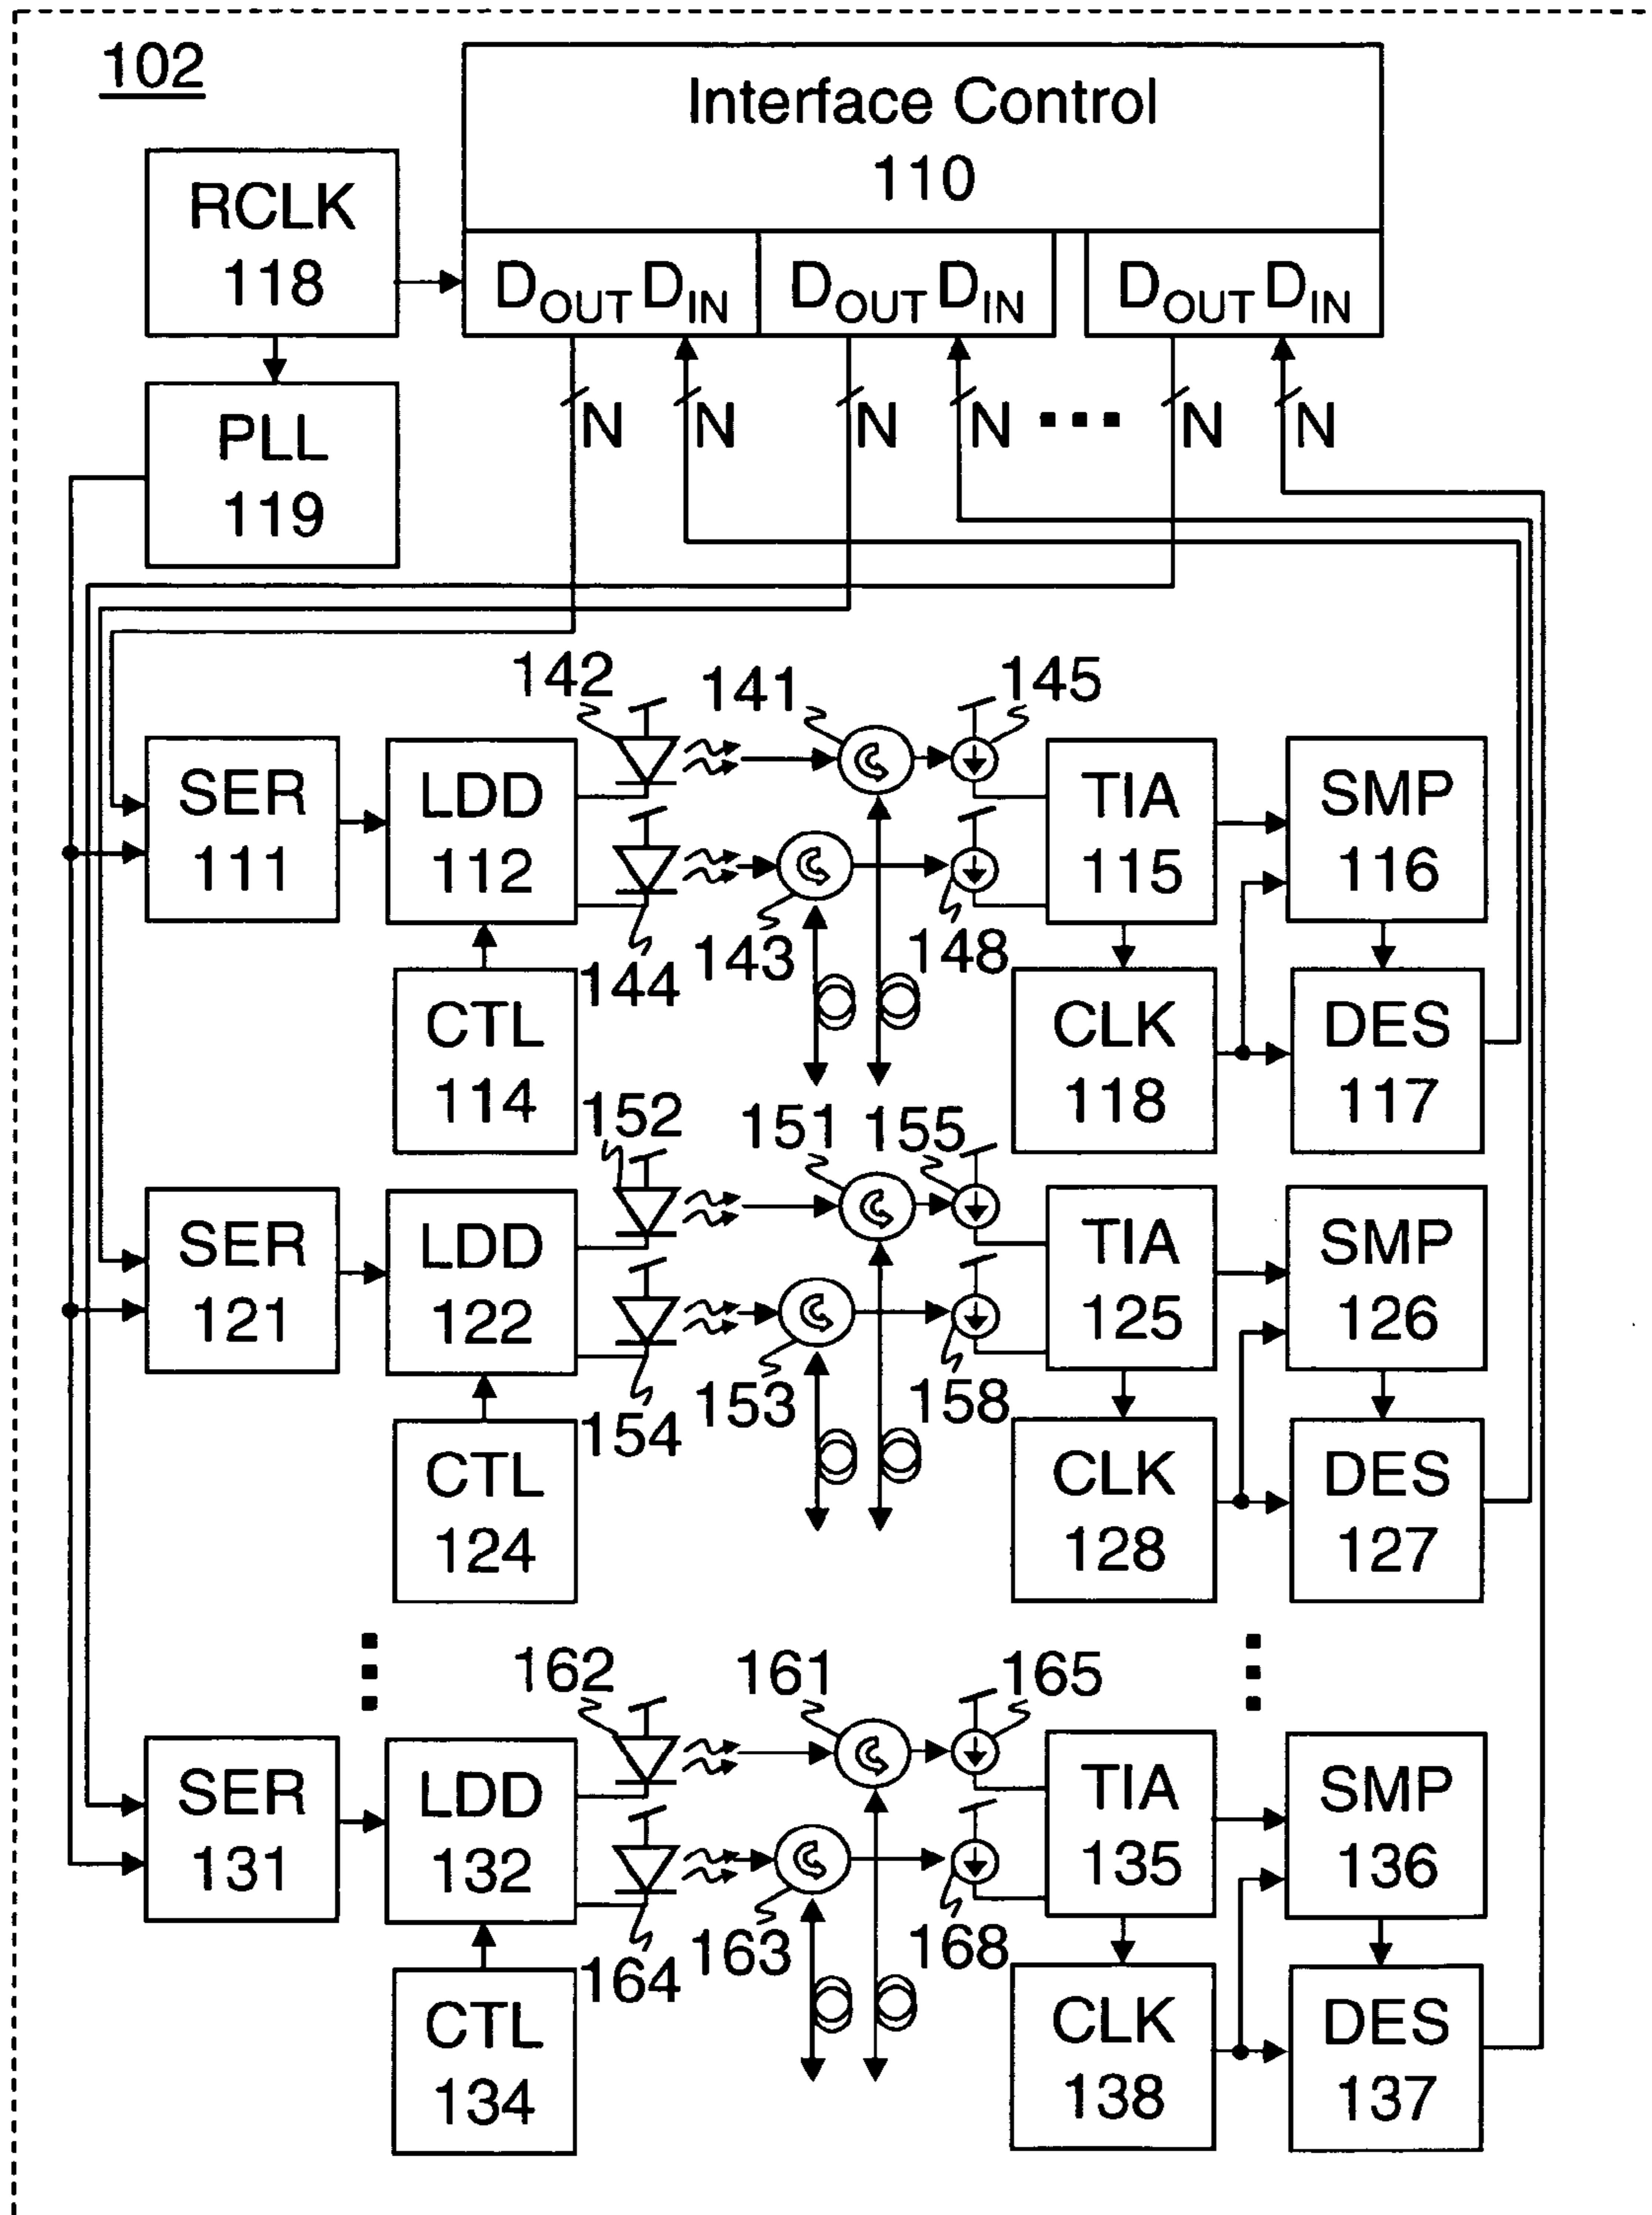 102
Interface Control
110
RCLK
118
DOUT DIN DOUT DIN DOUT DIN
PLL
119
N N N N ... N N
142 141 145
SER
111
LDD
112
TIA
115
SMP
116
144 143 148
CTL
114
CLK
118
DES
117
152 151 155
SER
121
LDD
122
TIA
125
SMP
126
154 153 158
CTL
124
CLK
128
DES
127
162 161 165
SER
131
LDD
132
TIA
135
SMP
136
164 163 168
CTL
134
CLK
138
DES
137